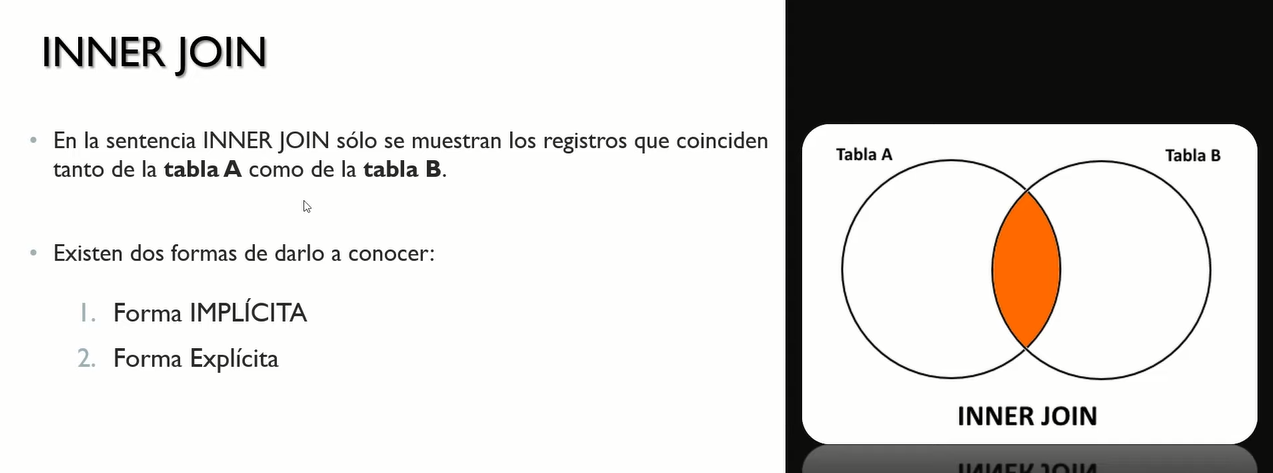 INNER JOIN
• En la sentencia INNER JOIN sólo se muestran los registros que coinciden
tanto de la tabla A como de la tabla B.
• Existen dos formas de darlo a conocer:
1. Forma IMPLÍCITA
2. Forma Explícita
Tabla A
Tabla B
INNER JOIN